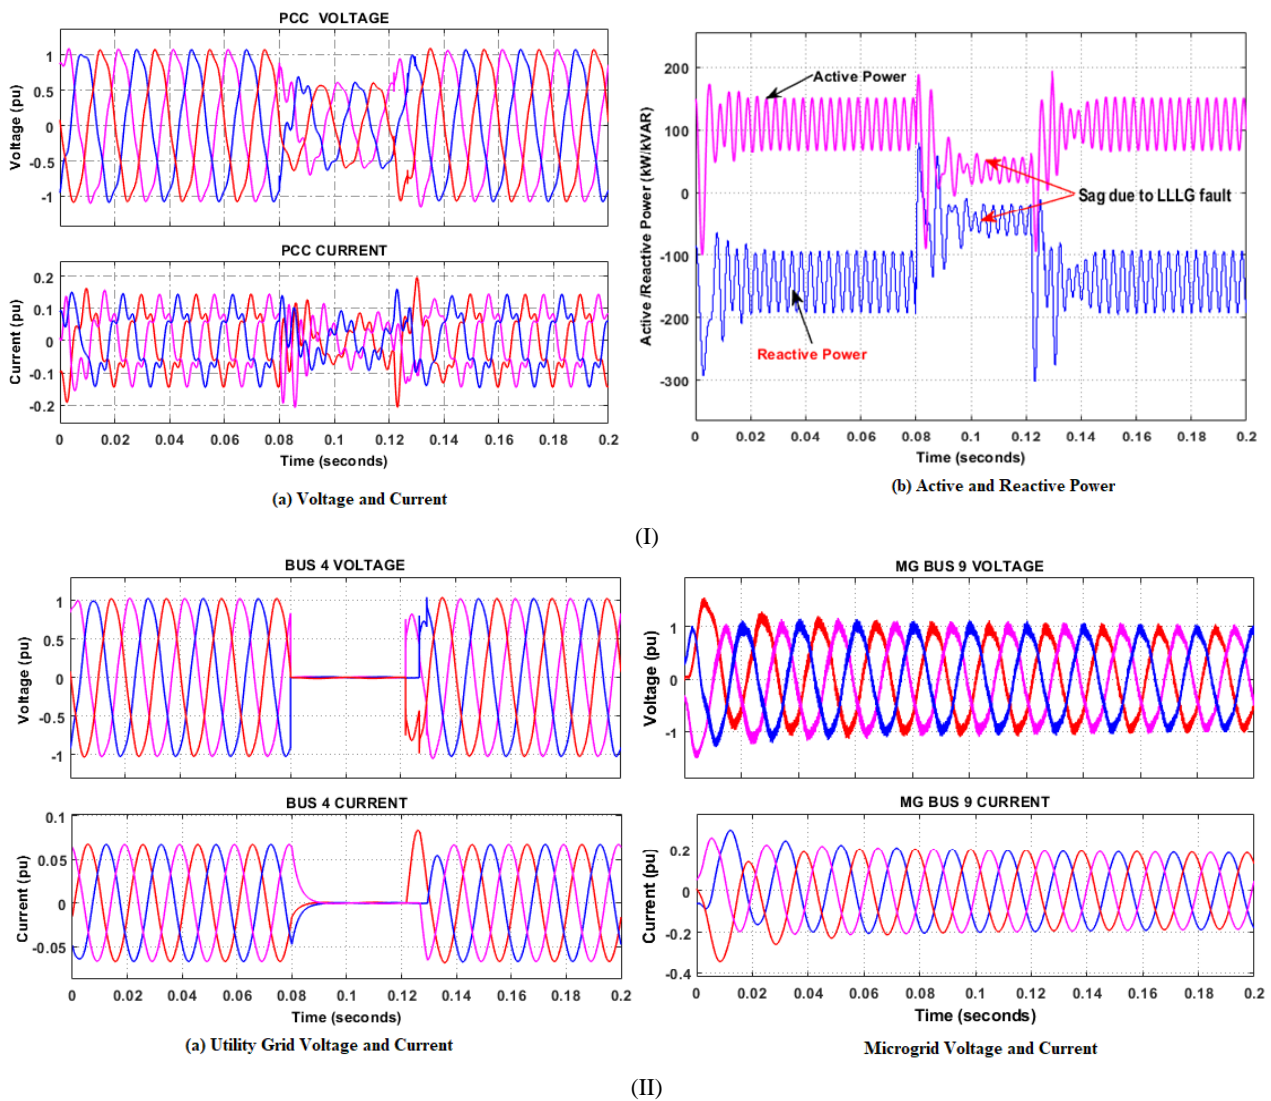 PCC VOLTAGE
Voltage (pu)
1
0.5
0
-0.5
-1
PCC CURRENT
Current (pu)
0.2
0.1
0
-0.1
-0.2
0 0.02 0.04 0.06 0.08 0.1 0.12 0.14 0.16 0.18 0.2
Time (seconds)
(a) Voltage and Current
Active /Reactive Power (kW/kVAR)
200
100
0
-100
-200
-300
Active Power
Sag due to LLLG fault
Reactive Power
0 0.02 0.04 0.06 0.08 0.1 0.12 0.14 0.16 0.18 0.2
Time (seconds)
(b) Active and Reactive Power
(I)
BUS 4 VOLTAGE
Voltage (pu)
1
0.5
0
-0.5
-1
BUS 4 CURRENT
Current (pu)
0.1
0.05
0
-0.05
0 0.02 0.04 0.06 0.08 0.1 0.12 0.14 0.16 0.18 0.2
Time (seconds)
(a) Utility Grid Voltage and Current
MG BUS 9 VOLTAGE
Voltage (pu)
1
0
-1
MG BUS 9 CURRENT
Current (pu)
0.2
0
-0.2
-0.4
0 0.02 0.04 0.06 0.08 0.1 0.12 0.14 0.16 0.18 0.2
Time (seconds)
Microgrid Voltage and Current
(II)